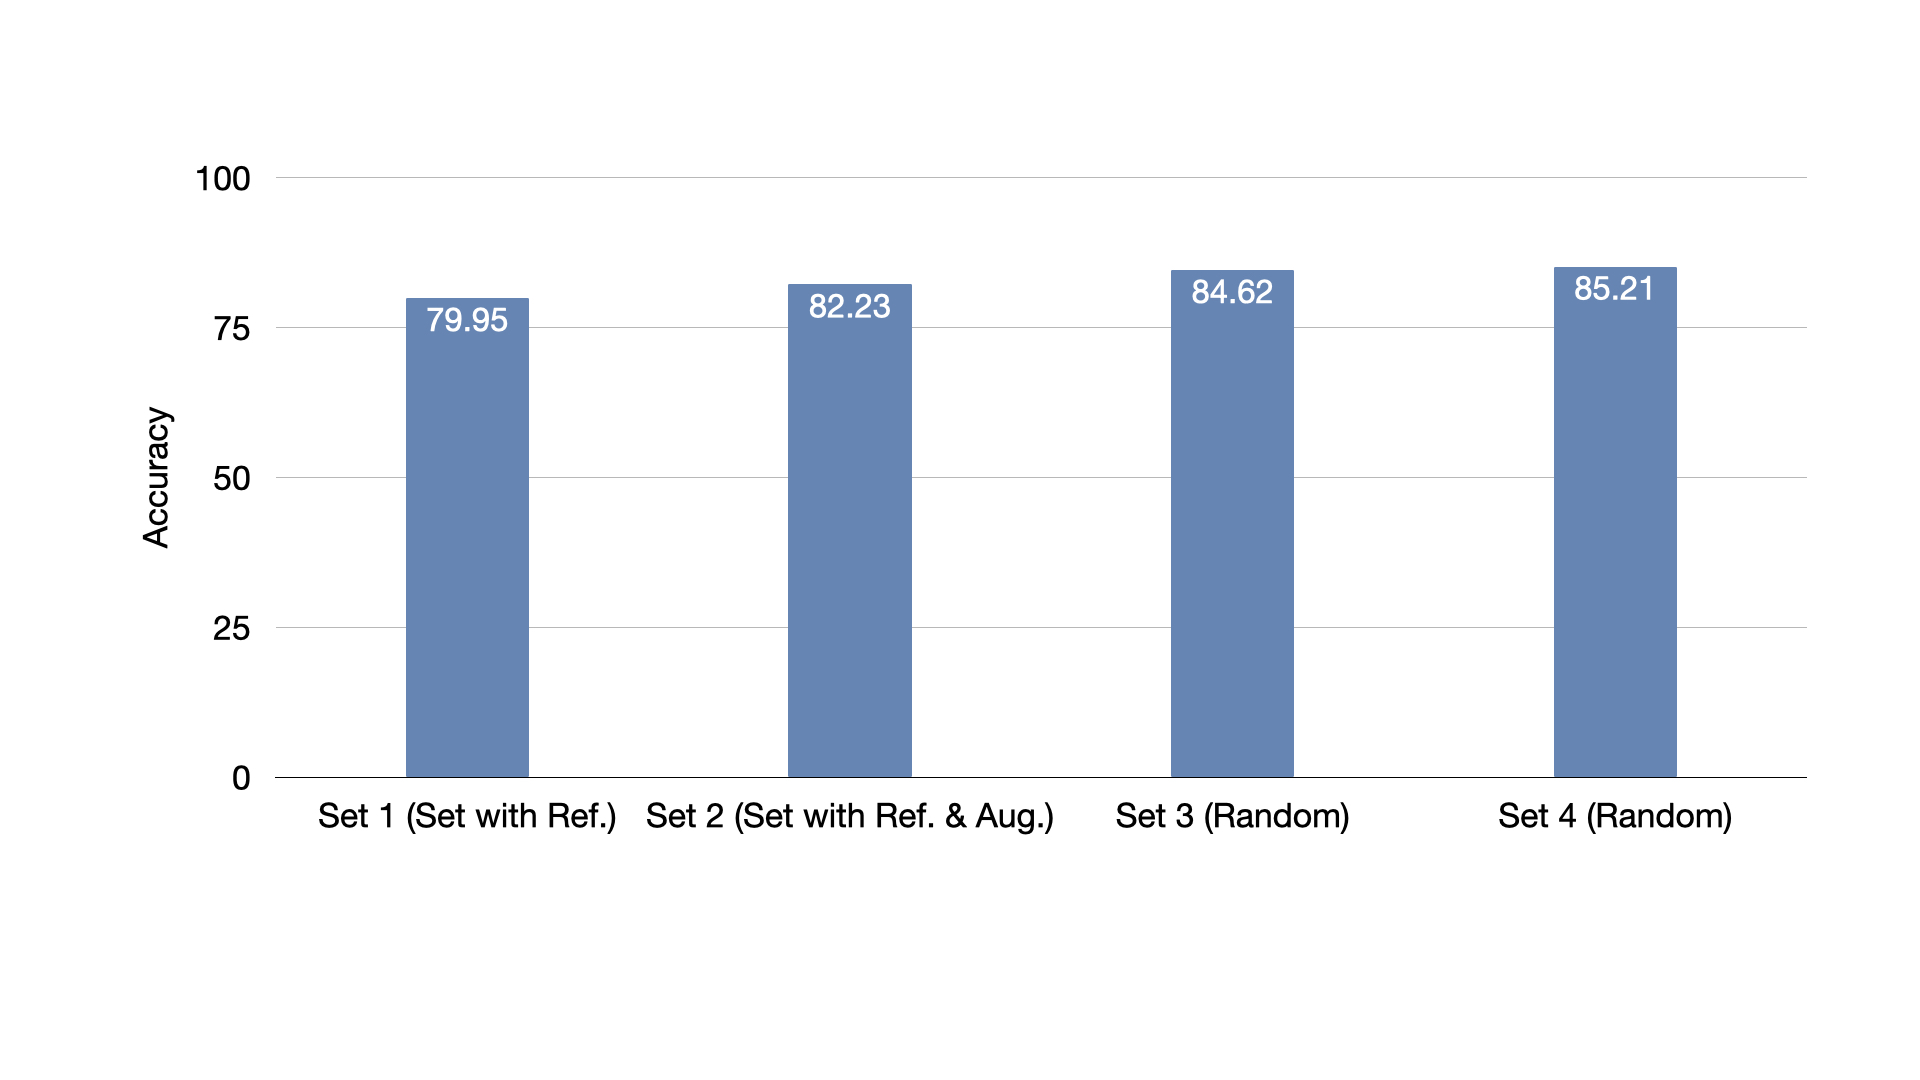 100
75
50
25
0
Accuracy
79.95
82.23
84.62
85.21
Set 1 (Set with Ref.)
Set 2 (Set with Ref. & Aug.)
Set 3 (Random)
Set 4 (Random)